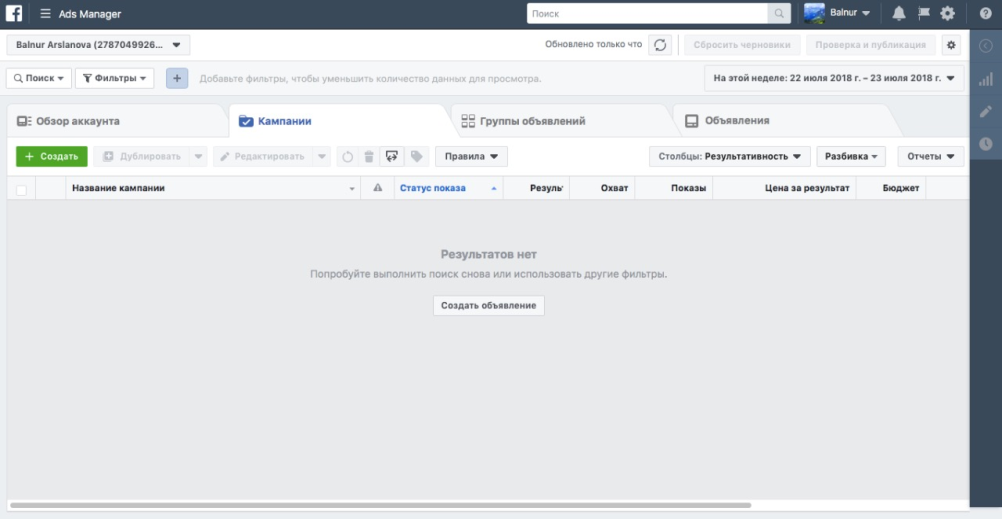 Ads Manager
Поиск
Balnur
Balnur Arslanova (2787049926...
Обновлено только что
Сбросить черновики
Проверка и публикация
Поиск
Фильтры
Добавьте фильтры, чтобы уменьшить количество данных для просмотра.
На этой неделе: 22 июля 2018 г. – 23 июля 2018 г.
Обзор аккаунта
Кампании
Группы объявлений
Объявления
+ Создать
Дублировать
Редактировать
Правила
Столбцы: Результативность
Разбивка
Отчеты
Название кампании
Статус показа
Резуль
Охват
Показы
Цена за результат
Бюджет
Результатов нет
Попробуйте выполнить поиск снова или использовать другие фильтры.
Создать объявление